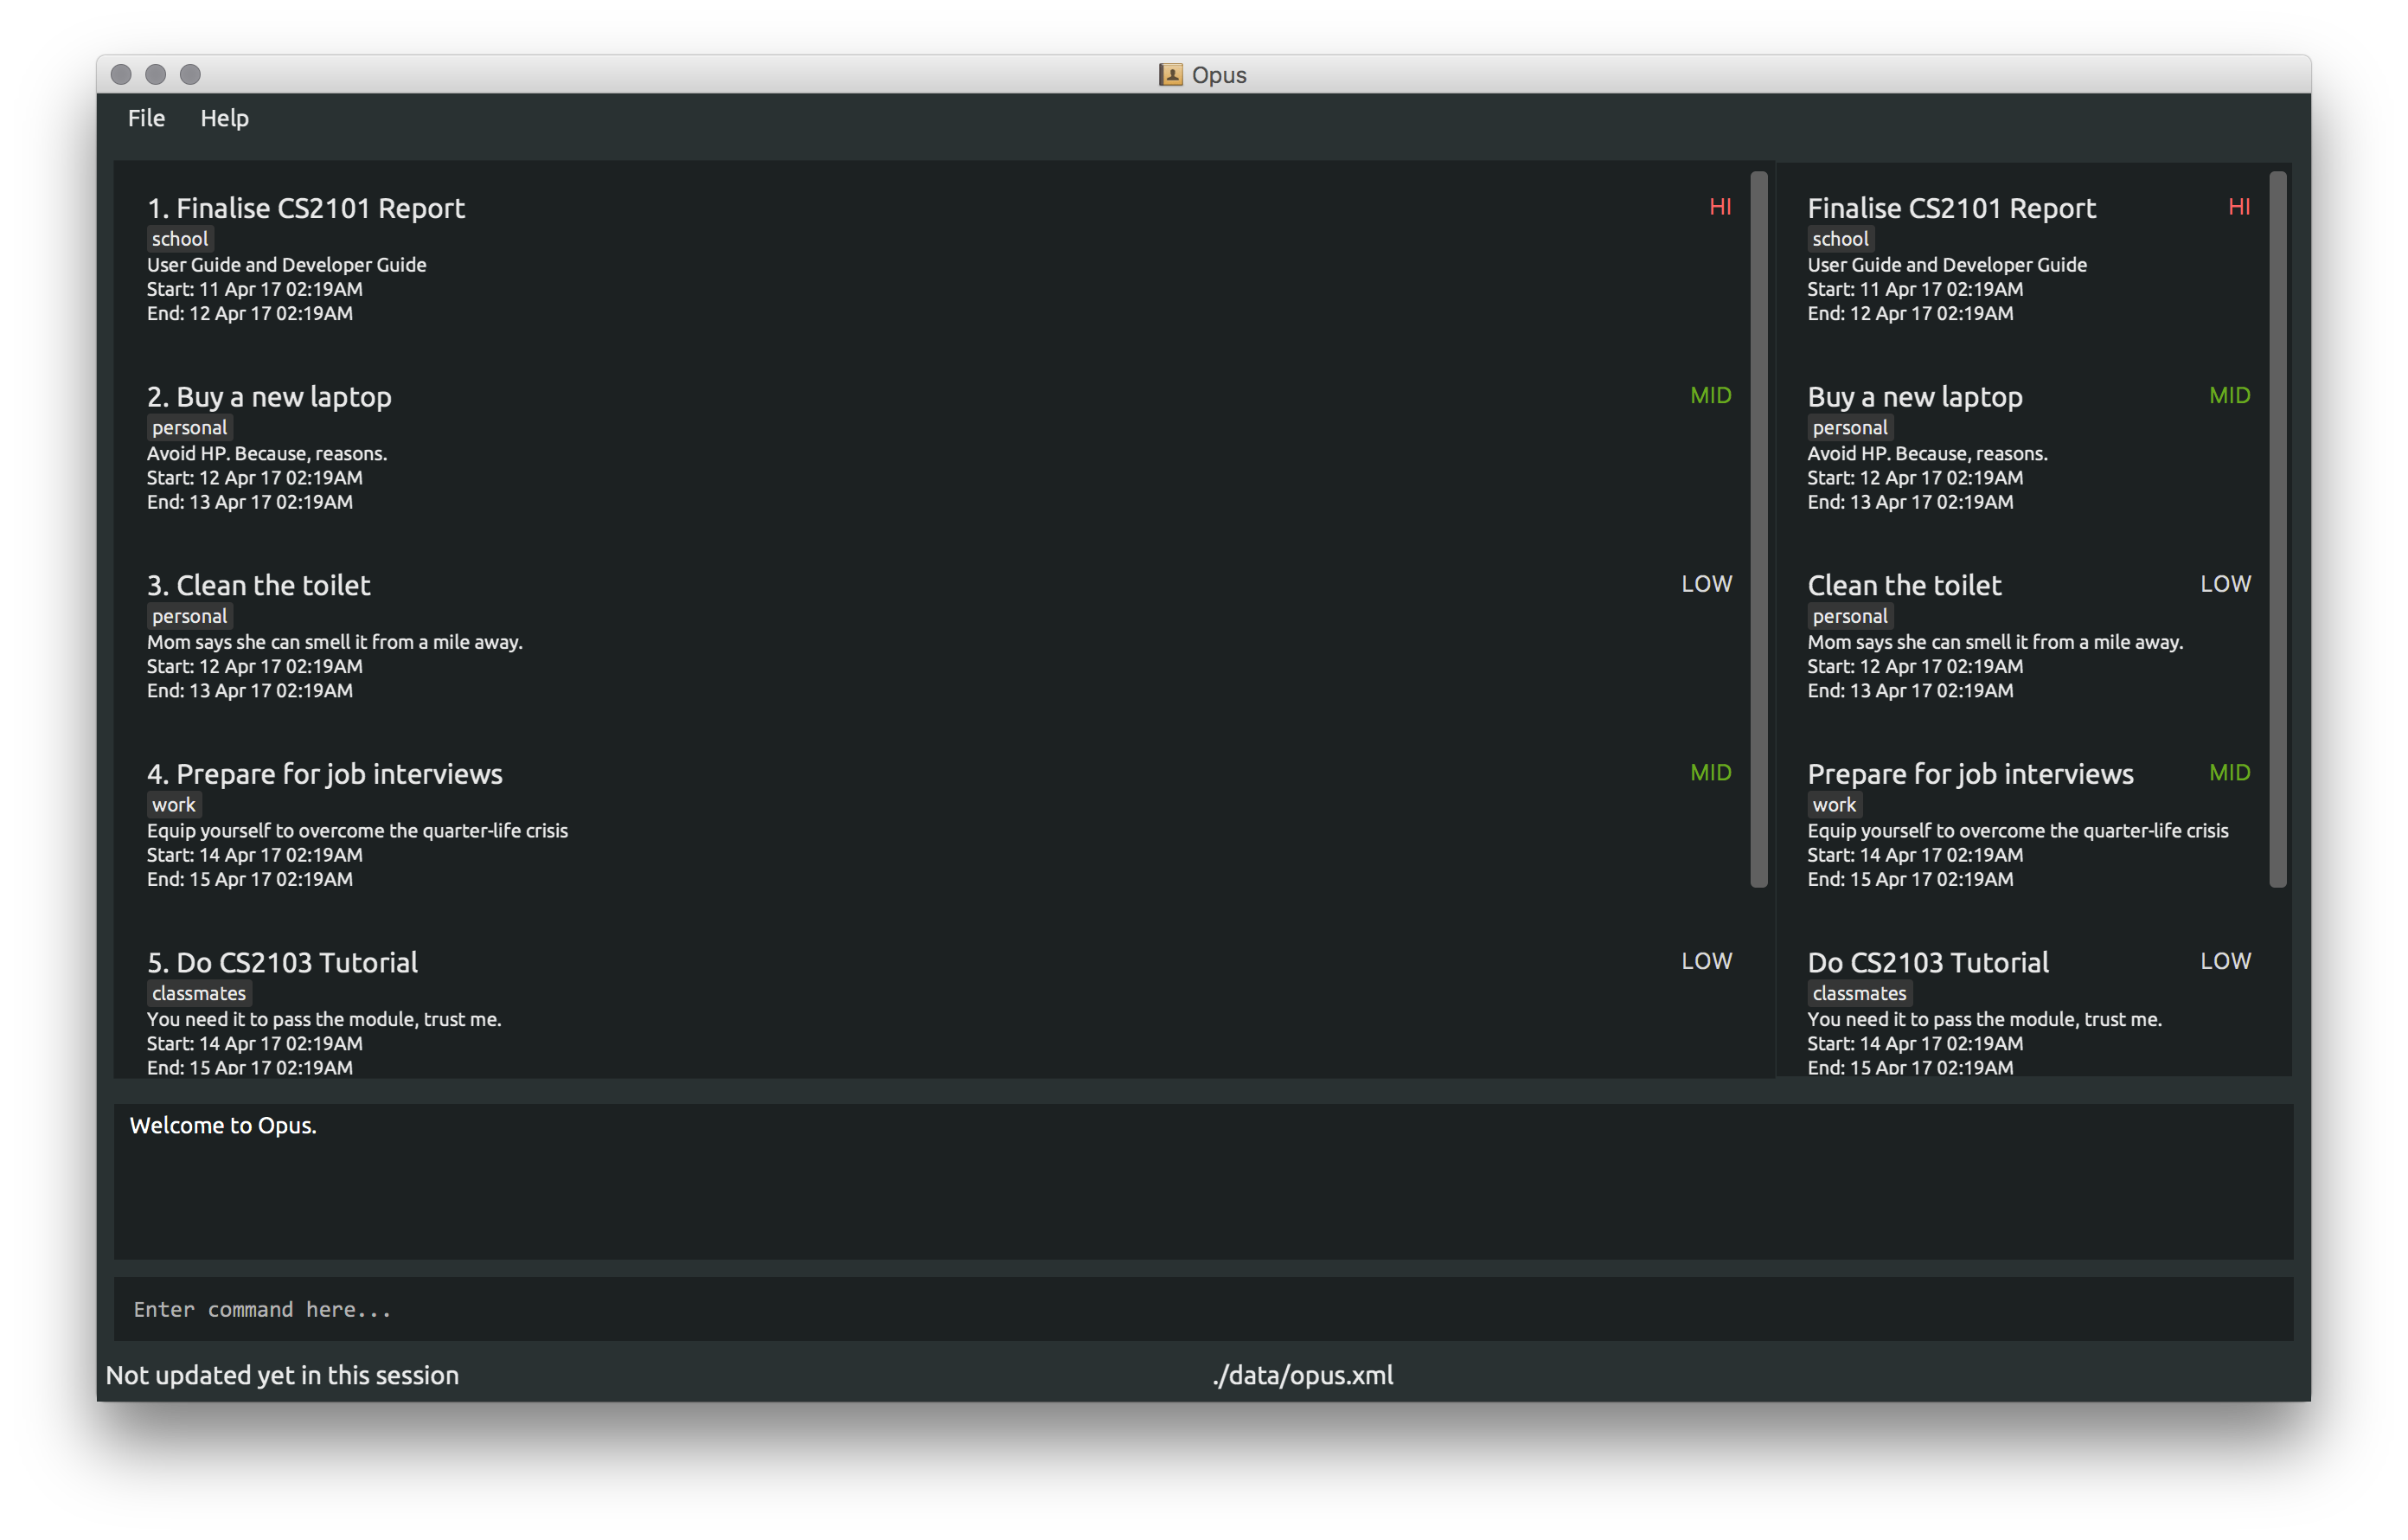 Opus
File Help
1. Finalise CS2101 Report HI
school
User Guide and Developer Guide
Start: 11 Apr 17 02:19AM
End: 12 Apr 17 02:19AM
2. Buy a new laptop MID
personal
Avoid HP. Because, reasons.
Start: 12 Apr 17 02:19AM
End: 13 Apr 17 02:19AM
3. Clean the toilet LOW
personal
Mom says she can smell it from a mile away.
Start: 12 Apr 17 02:19AM
End: 13 Apr 17 02:19AM
4. Prepare for job interviews MID
work
Equip yourself to overcome the quarter-life crisis
Start: 14 Apr 17 02:19AM
End: 15 Apr 17 02:19AM
5. Do CS2103 Tutorial LOW
classmates
You need it to pass the module, trust me.
Start: 14 Apr 17 02:19AM
End: 15 Apr 17 02:19AM
Finalise CS2101 Report HI
school
User Guide and Developer Guide
Start: 11 Apr 17 02:19AM
End: 12 Apr 17 02:19AM
Buy a new laptop MID
personal
Avoid HP. Because, reasons.
Start: 12 Apr 17 02:19AM
End: 13 Apr 17 02:19AM
Clean the toilet LOW
personal
Mom says she can smell it from a mile away.
Start: 12 Apr 17 02:19AM
End: 13 Apr 17 02:19AM
Prepare for job interviews MID
work
Equip yourself to overcome the quarter-life crisis
Start: 14 Apr 17 02:19AM
End: 15 Apr 17 02:19AM
Do CS2103 Tutorial LOW
classmates
You need it to pass the module, trust me.
Start: 14 Apr 17 02:19AM
End: 15 Apr 17 02:19AM
Welcome to Opus.
Enter command here...
Not updated yet in this session ./data/opus.xml